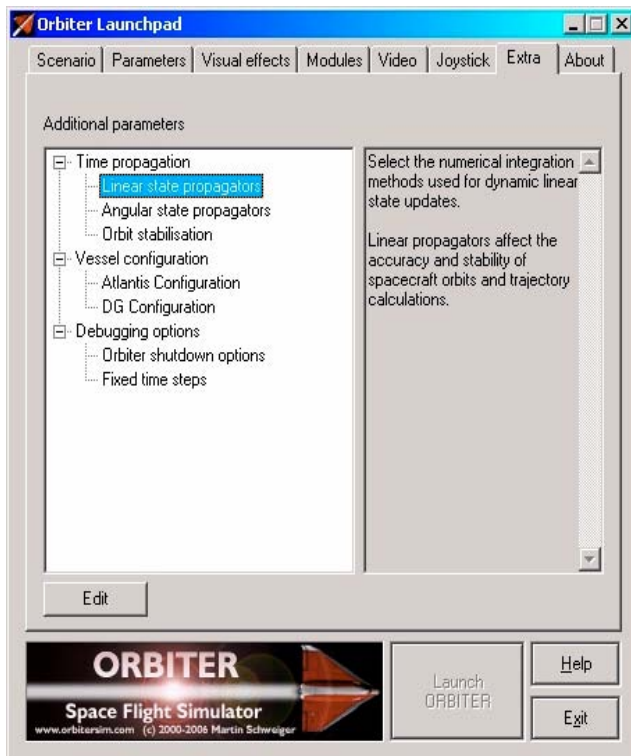 Orbiter Launchpad
Scenario Parameters Visual effects Modules Video Joystick Extra About
Additional parameters
Time propagation
Linear state propagators
Angular state propagators
Orbit stabilisation
Vessel configuration
Atlantis Configuration
DG Configuration
Debugging options
Orbiter shutdown options
Fixed time steps
Select the numerical integration
methods used for dynamic linear
state updates.
Linear propagators affect the
accuracy and stability of
spacecraft orbits and trajectory
calculations.
Edit
ORBITER
Space Flight Simulator
www.orbitersim.com (c) 2000-2006 Martin Schweiger
Launch
ORBITER
Help
Exit